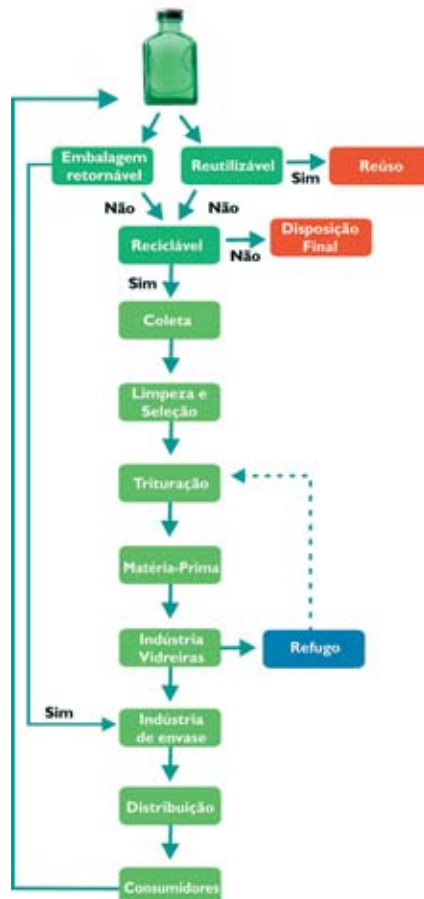 Embalagem
retornável
Reutilizável
Sim
Reúso
Não
Não
Reciclável
Não
Disposição
Final
Sim
Coleta
Limpeza e
Seleção
Trituração
Matéria-Prima
Indústria
Vidreiras
Refugo
Sim
Indústria
de envase
Distribuição
Consumidores